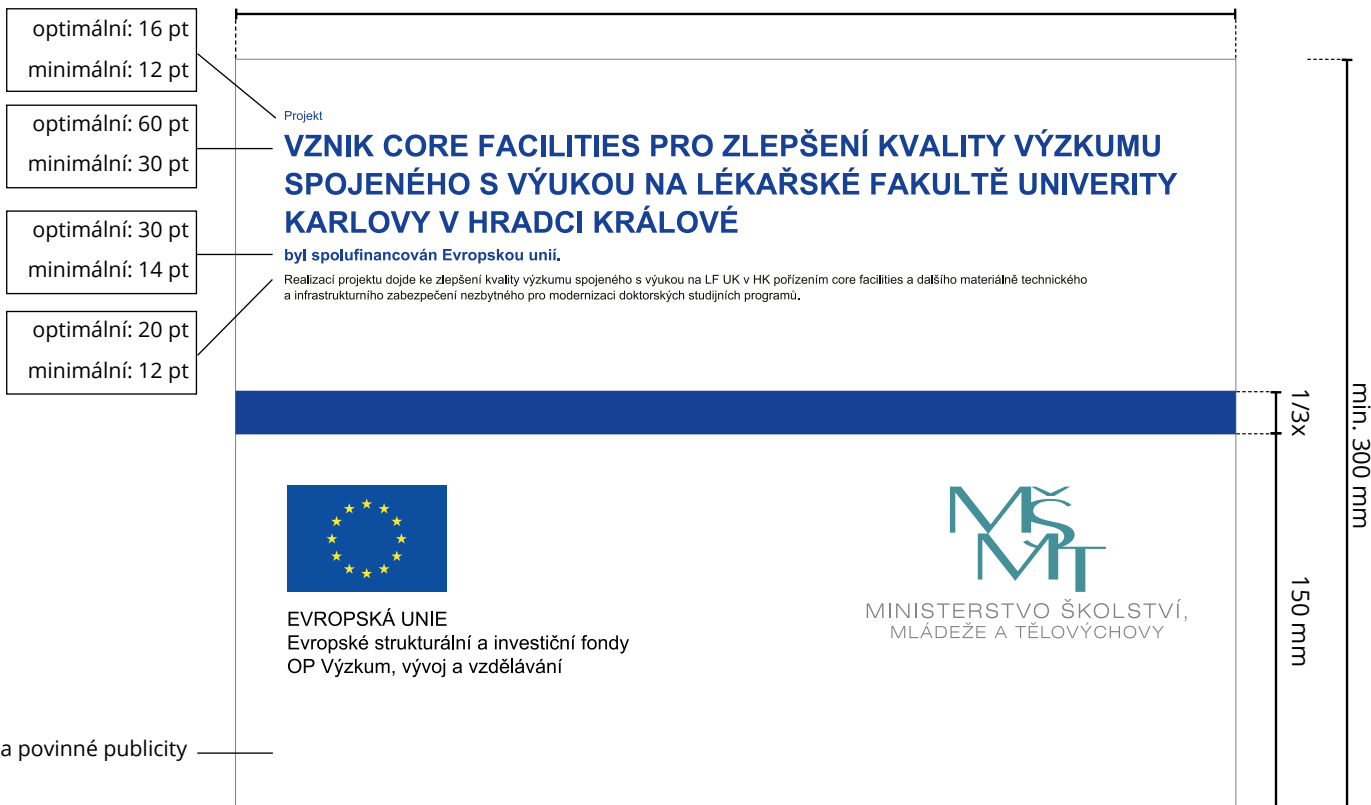 optimální: 16 pt
minimální: 12 pt
optimální: 60 pt
minimální: 30 pt
optimální: 30 pt
minimální: 14 pt
optimální: 20 pt
minimální: 12 pt
Projekt
VZNIK CORE FACILITIES PRO ZLEPŠENÍ KVALITY VÝZKUMU
SPOJENÉHO S VÝUKOU NA LÉKAŘSKÉ FAKULTĚ UNIVERITY
KARLOVY V HRADCI KRÁLOVÉ
byl spolufinancován Evropskou unií.
Realizací projektu dojde ke zlepšení kvality výzkumu spojeného s výukou na LF UK v HK pořízením core facilities a dalšího materiálně technického
a infrastrukturního zabezpečení nezbytného pro modernizaci doktorských studijních programů.
1/3x
min. 300 mm
150 mm
EVROPSKÁ UNIE
Evropské strukturální a investiční fondy
OP Výzkum, vývoj a vzdělávání
MŠ
MT
MINISTERSTVO ŠKOLSTVÍ,
MLÁDEŽE A TĚLOVÝCHOVY
a povinné publicity